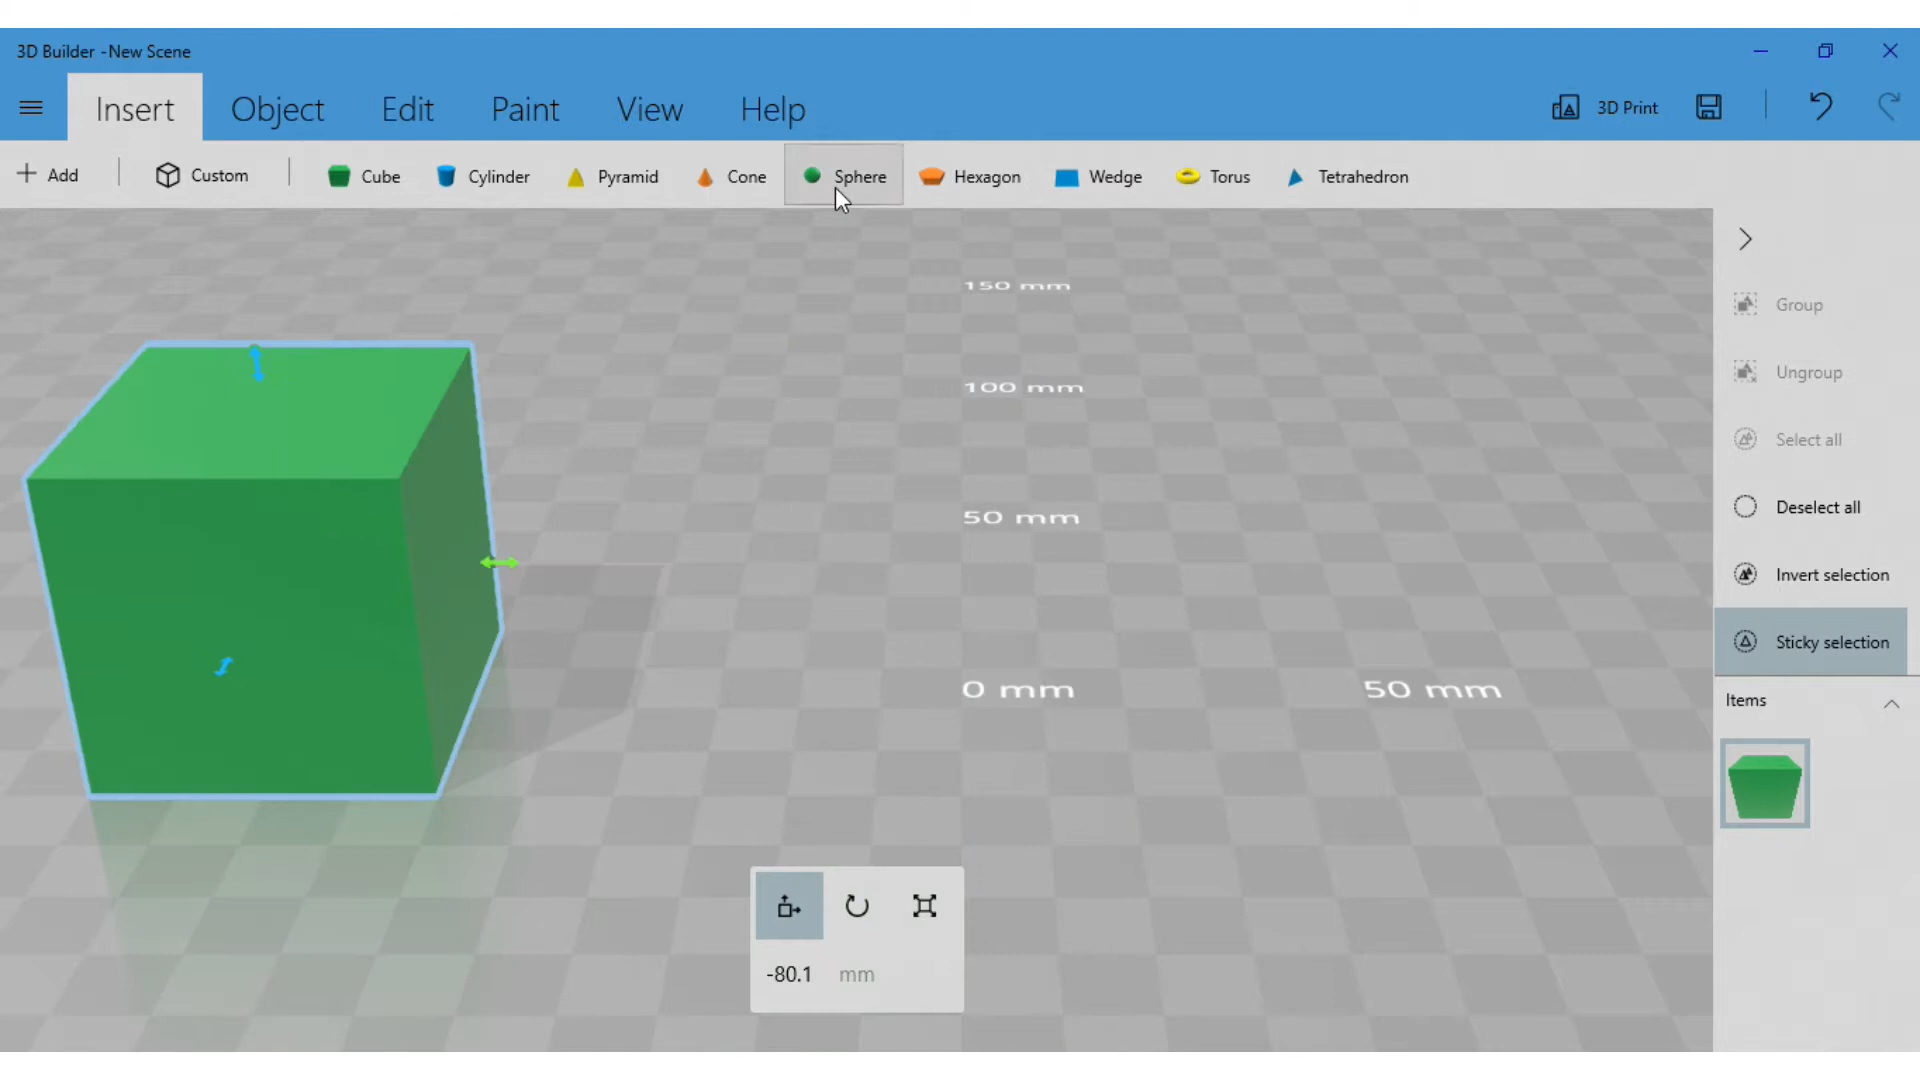 3D Builder -New Scene
Insert Object Edit Paint View Help 3D Print
Add Custom Cube Cylinder Pyramid Cone Sphere Hexagon Wedge Torus Tetrahedron
150 mm
Group
Ungroup
100 mm
Select all
Deselect all
50 mm
Invert selection
Sticky selection
0 mm 50 mm
Items
-80.1 mm